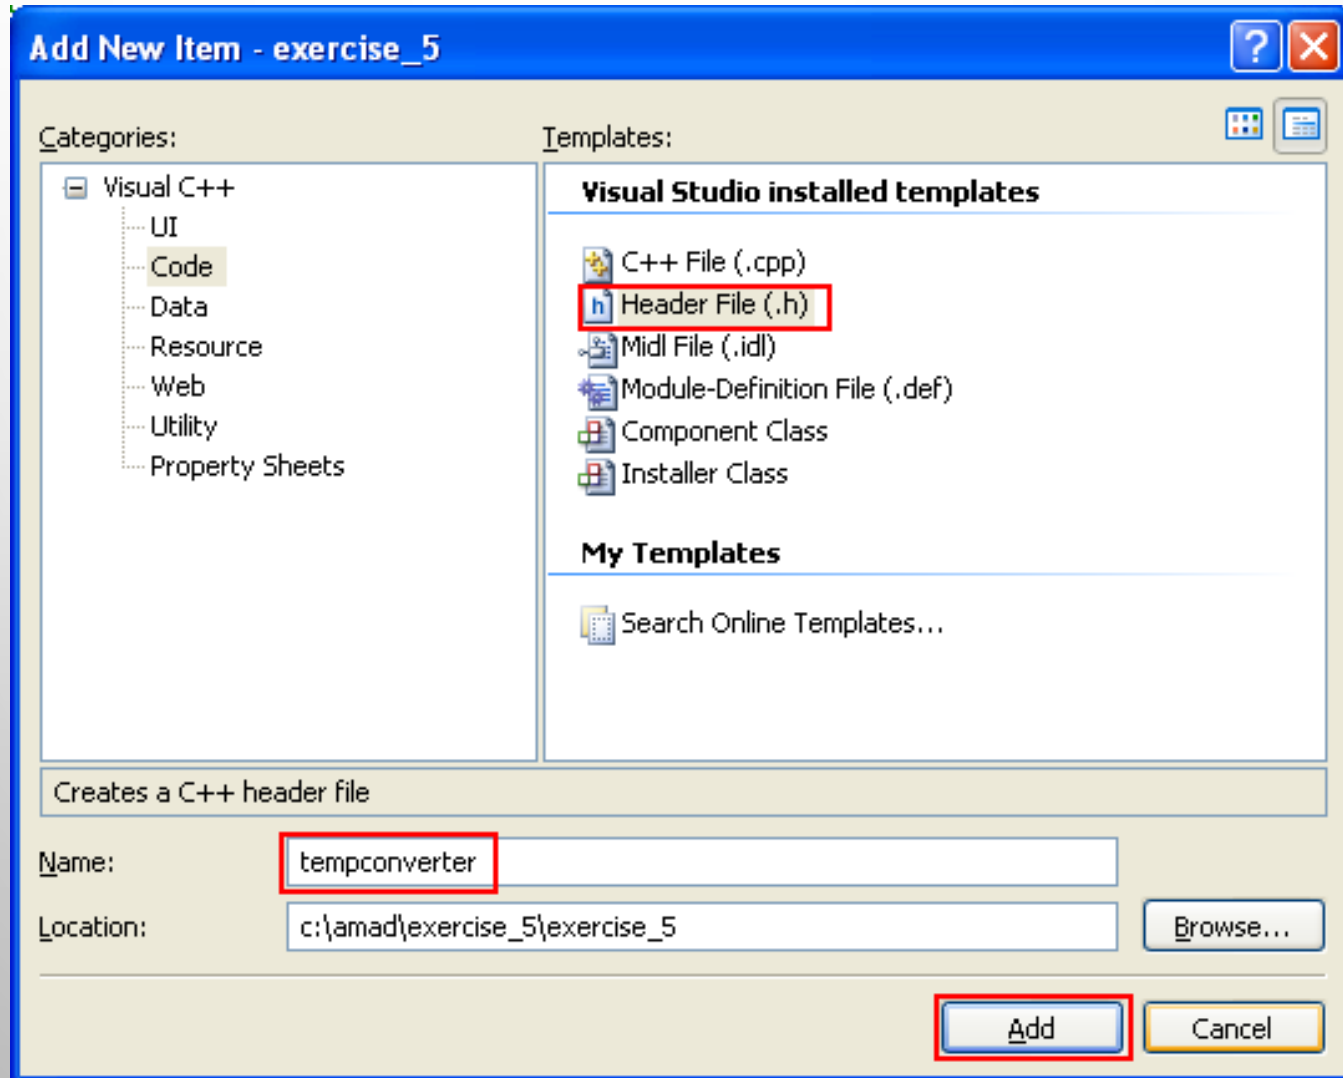 Add New Item - exercise_5
Categories:
Templates:
Visual C++
UI
Code
Data
Resource
Web
Utility
Property Sheets
Visual Studio installed templates
C++ File (.cpp)
Header File (.h)
Midl File (.idl)
Module-Definition File (.def)
Component Class
Installer Class
My Templates
Search Online Templates...
Creates a C++ header file
Name:
tempconverter
Location:
c:\amad\exercise_5\exercise_5
Browse...
Add
Cancel